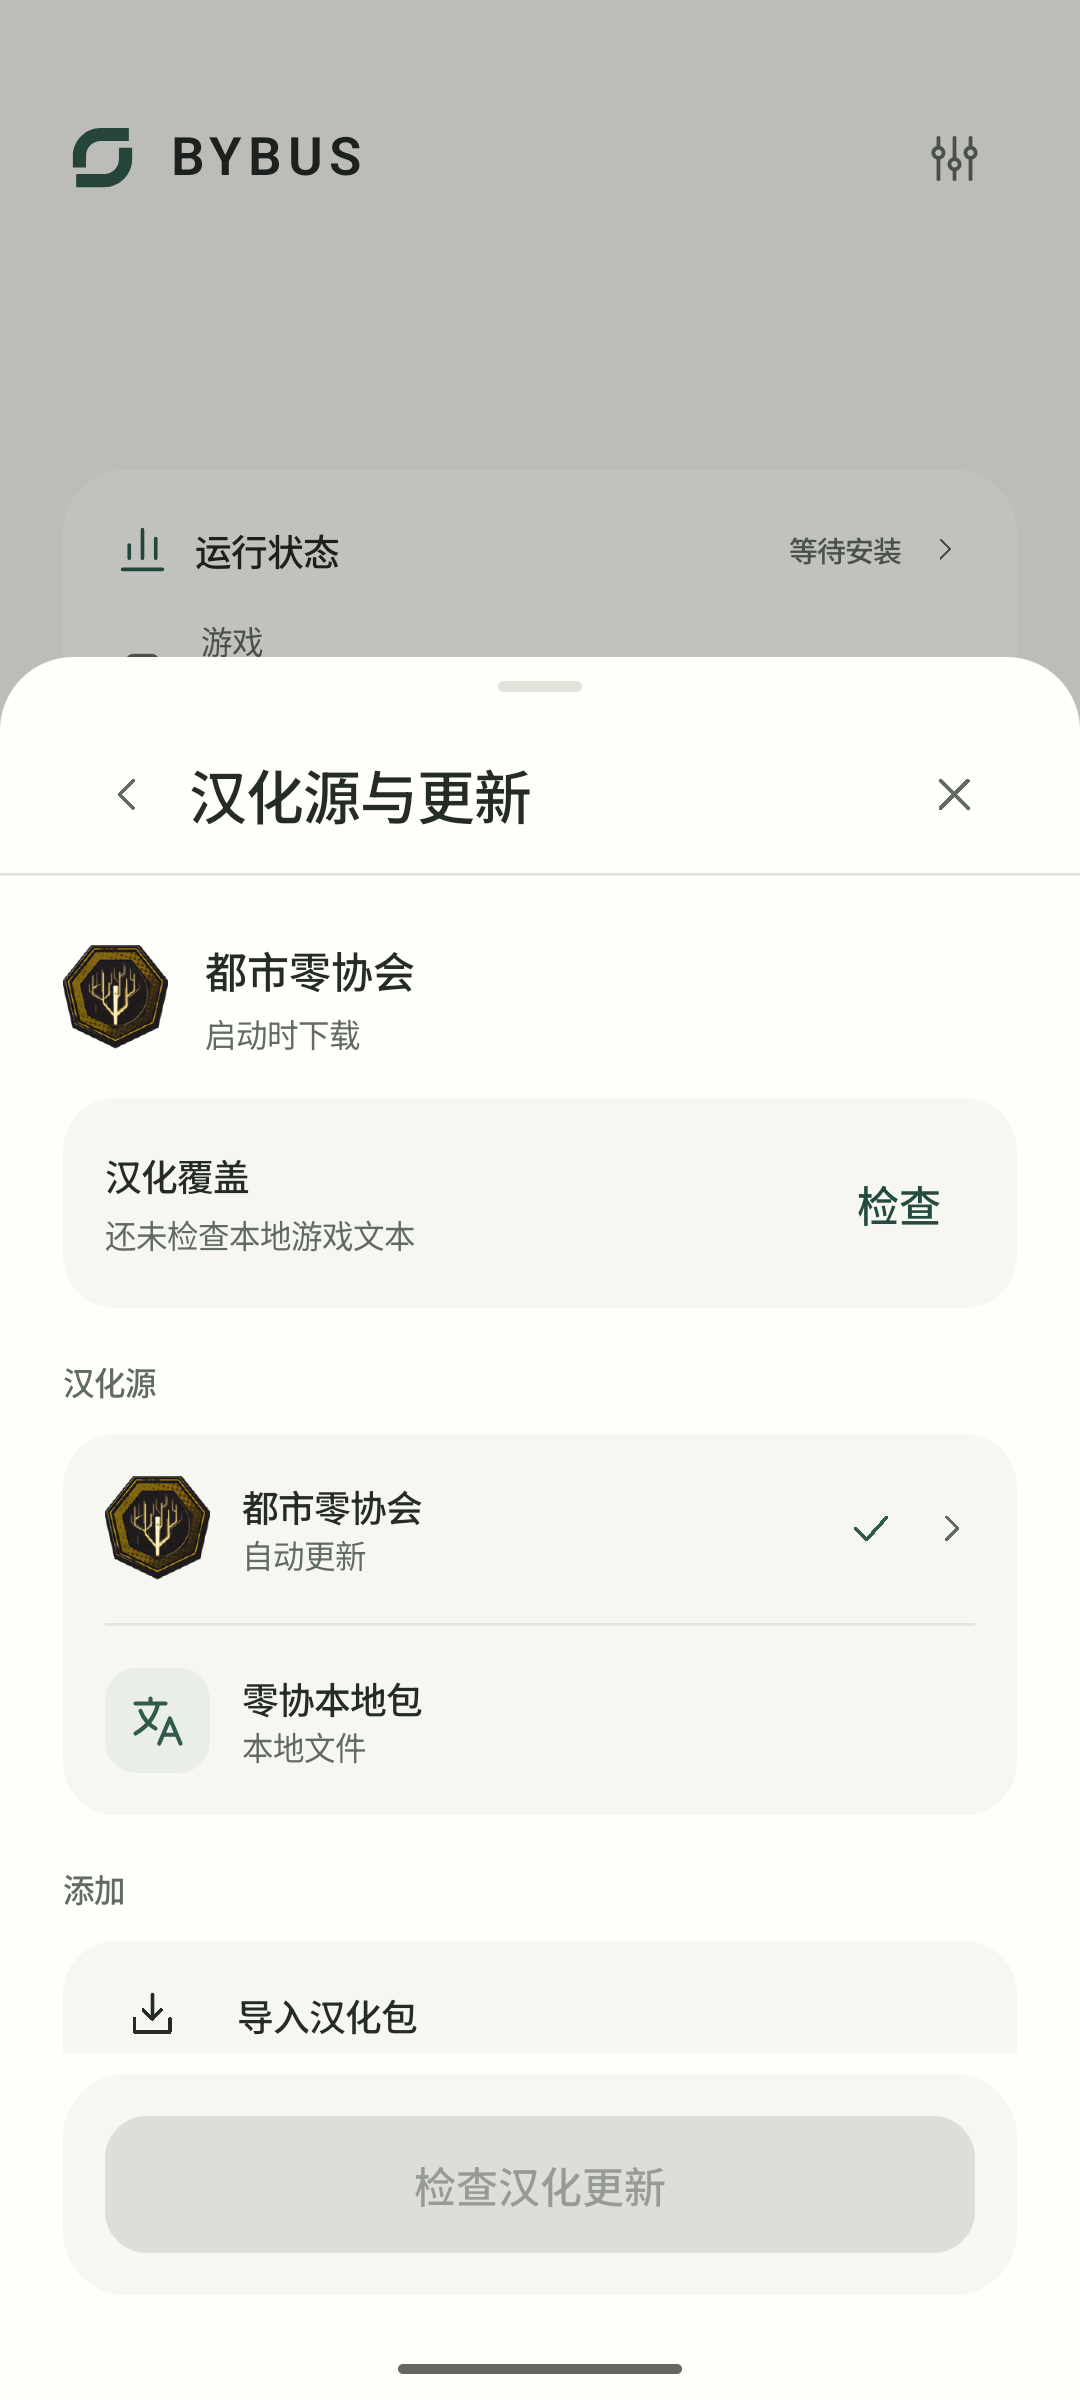 BYBUS
运行状态
等待安装
游戏
汉化源与更新
都市零协会
启动时下载
汉化覆盖
还未检查本地游戏文本
检查
汉化源
都市零协会
自动更新
零协本地包
本地文件
添加
导入汉化包
检查汉化更新